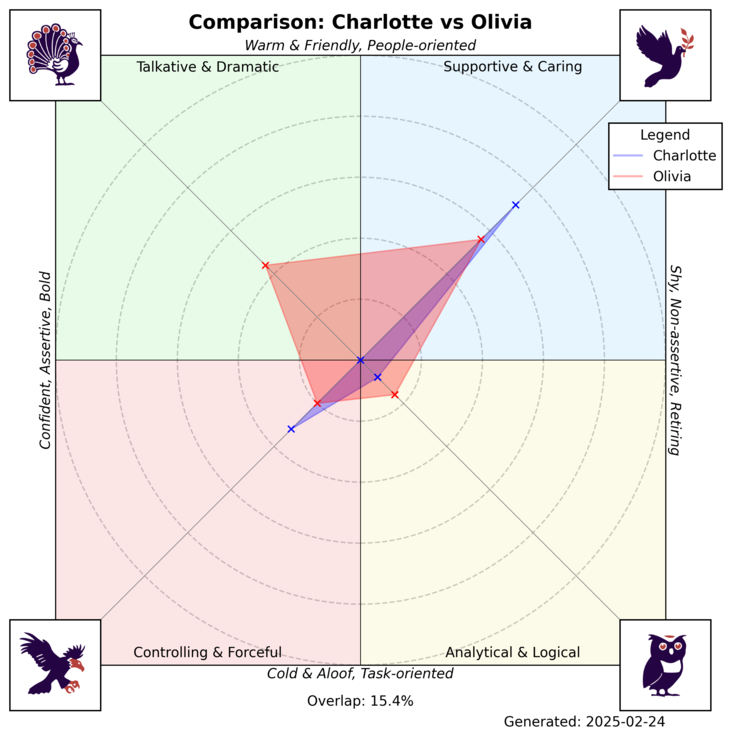 Comparison: Charlotte vs Olivia
Warm & Friendly, People-oriented
Talkative & Dramatic
Supportive & Caring
Legend
Charlotte
Olivia
Confident, Assertive, Bold
Shy, Non-assertive, Retiring
Controlling & Forceful
Analytical & Logical
Cold & Aloof, Task-oriented
Overlap: 15.4%
Generated: 2025-02-24